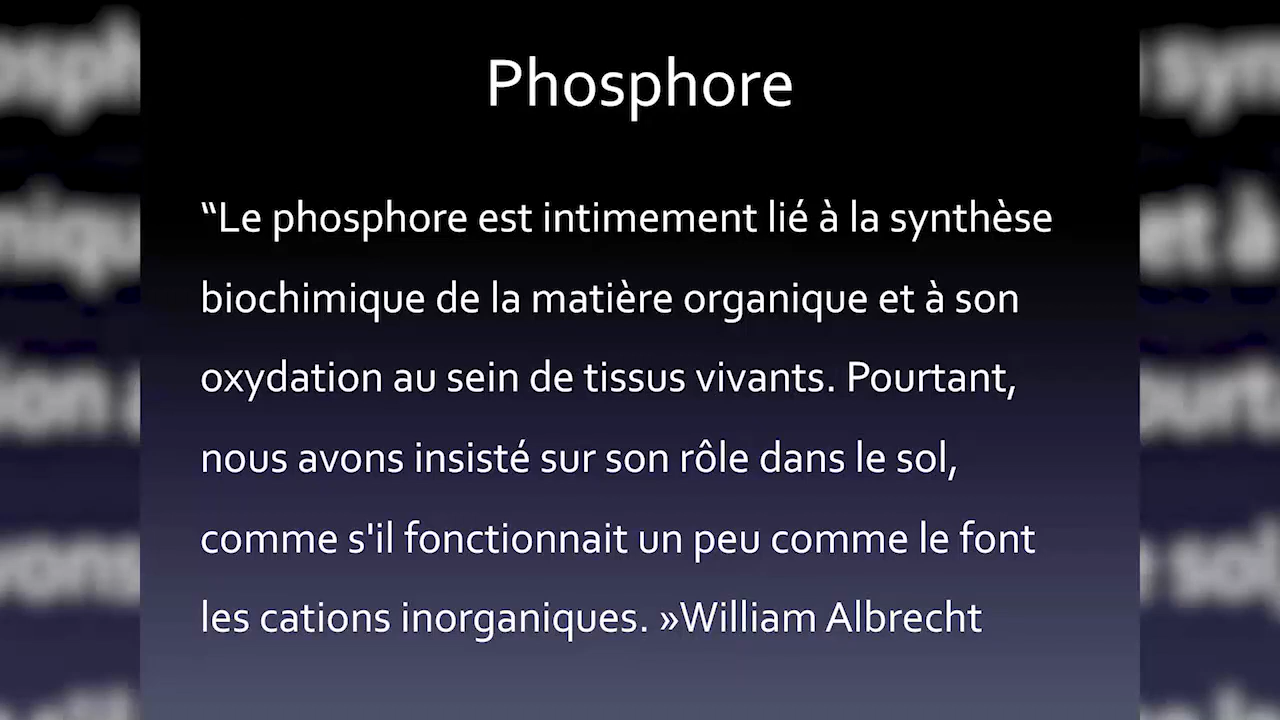 Phosphore
“Le phosphore est intimement lié à la synthèse
biochimique de la matière organique et à son
oxydation au sein de tissus vivants. Pourtant,
nous avons insisté sur son rôle dans le sol,
comme s'il fonctionnait un peu comme le font
les cations inorganiques. »William Albrecht